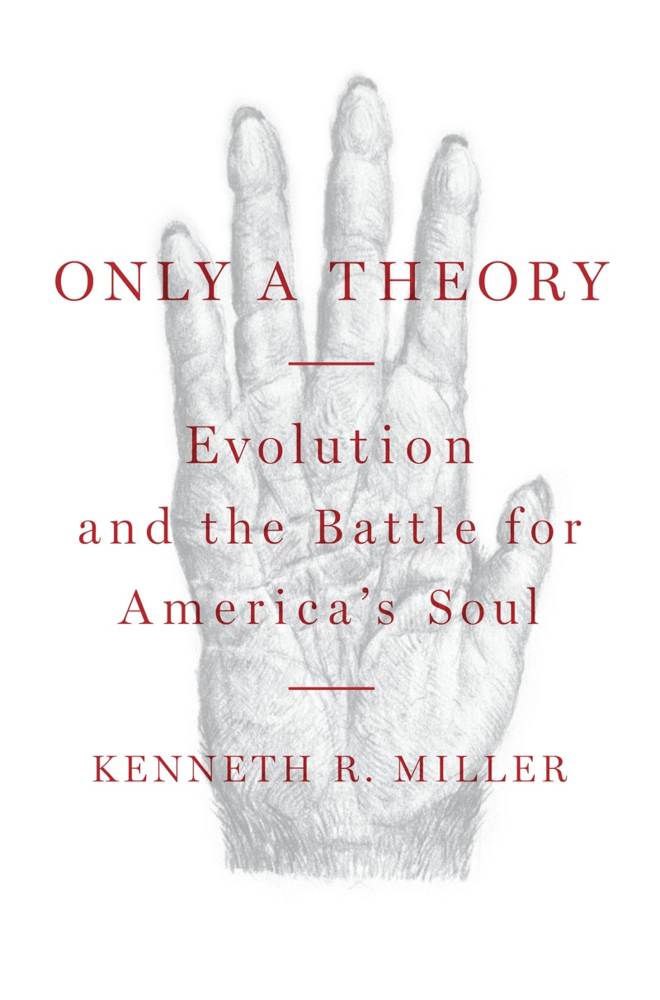 ONLY A THEORY
Evolution
and the Battle for
America’s Soul
KENNETH R. MILLER